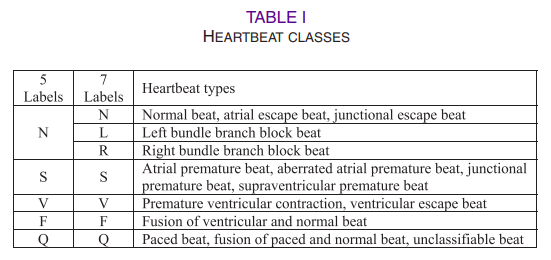 TABLE I
HEARTBEAT CLASSES
5 Labels 7 Labels Heartbeat types
N N Normal beat, atrial escape beat, junctional escape beat
L Left bundle branch block beat
R Right bundle branch block beat
S S Atrial premature beat, aberrated atrial premature beat, junctional
premature beat, supraventricular premature beat
V V Premature ventricular contraction, ventricular escape beat
F F Fusion of ventricular and normal beat
Q Q Paced beat, fusion of paced and normal beat, unclassifiable beat